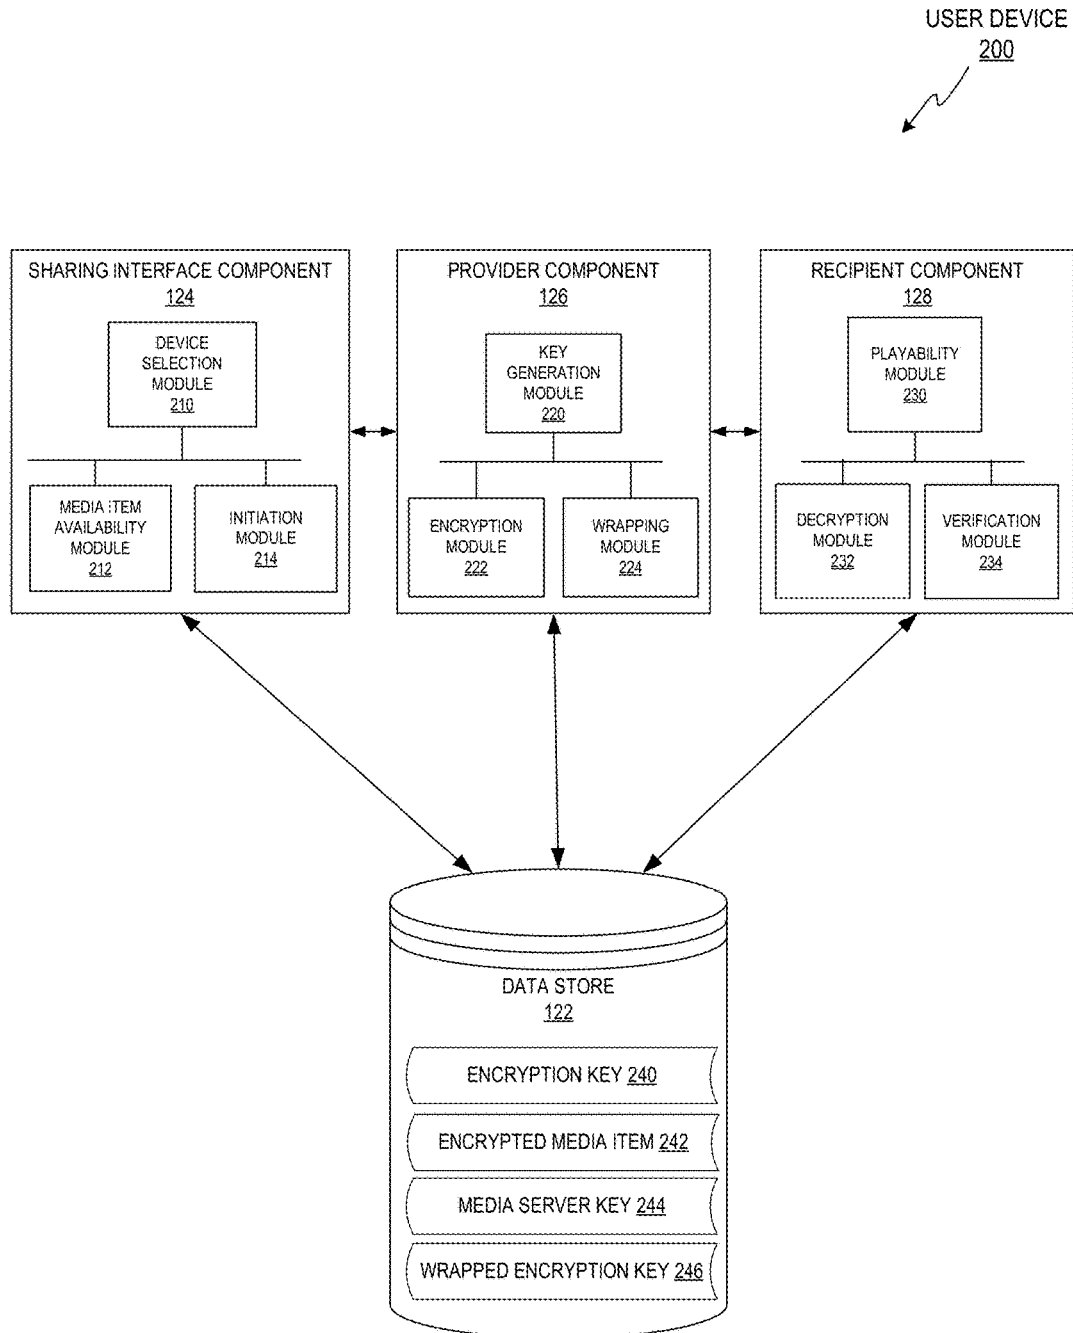 USER DEVICE
200
SHARING INTERFACE COMPONENT
124
DEVICE
SELECTION
MODULE
210
MEDIA ITEM
AVAILABILITY
MODULE
212
INITIATION
MODULE
214
PROVIDER COMPONENT
126
KEY
GENERATION
MODULE
220
ENCRYPTION
MODULE
222
WRAPPING
MODULE
224
RECIPIENT COMPONENT
128
PLAYABILITY
MODULE
230
DECRYPTION
MODULE
232
VERIFICATION
MODULE
234
DATA STORE
122
ENCRYPTION KEY 240
ENCRYPTED MEDIA ITEM 242
MEDIA SERVER KEY 244
WRAPPED ENCRYPTION KEY 246